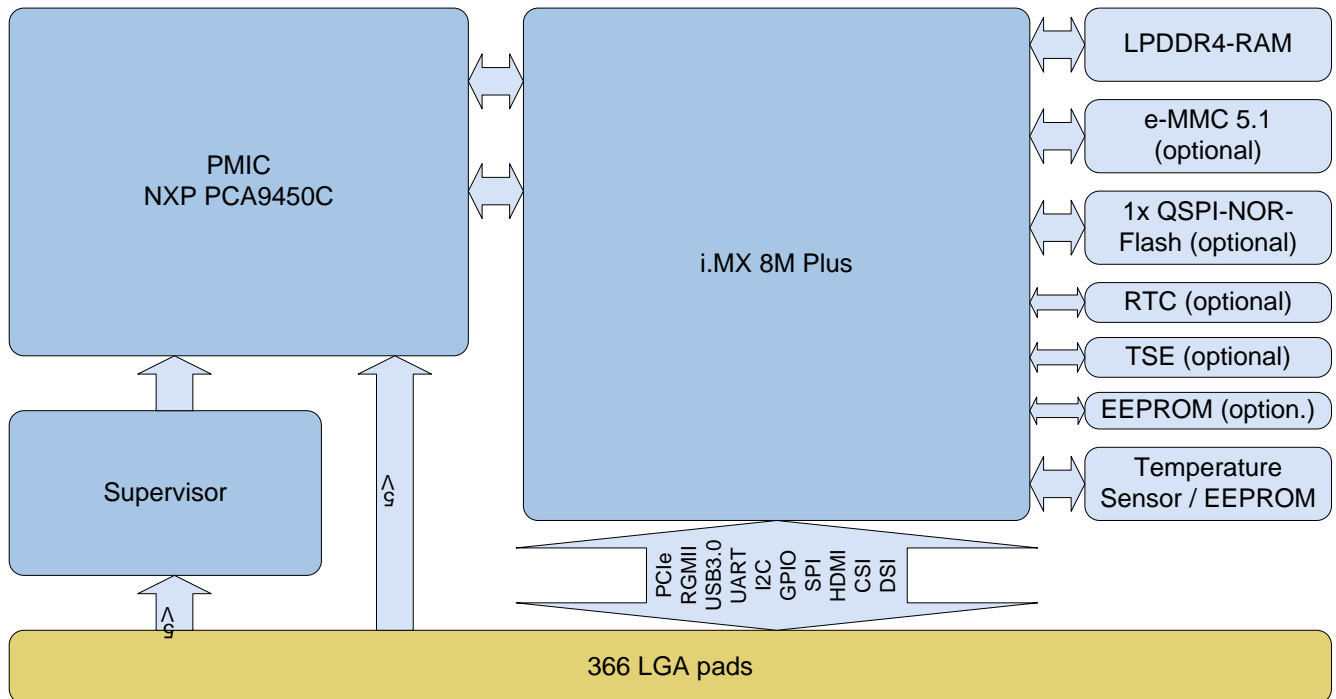 PMIC
NXP PCA9450C
i.MX 8M Plus
LPDDR4-RAM
e-MMC 5.1
(optional)
1x QSPI-NOR-
Flash (optional)
RTC (optional)
TSE (optional)
EEPROM (option.)
Temperature
Sensor / EEPROM
Supervisor
5V
5V
PCIe
RGMII
USB3.0
UART
I2C
GPIO
SPI
HDMI
CSI
DSI
366 LGA pads